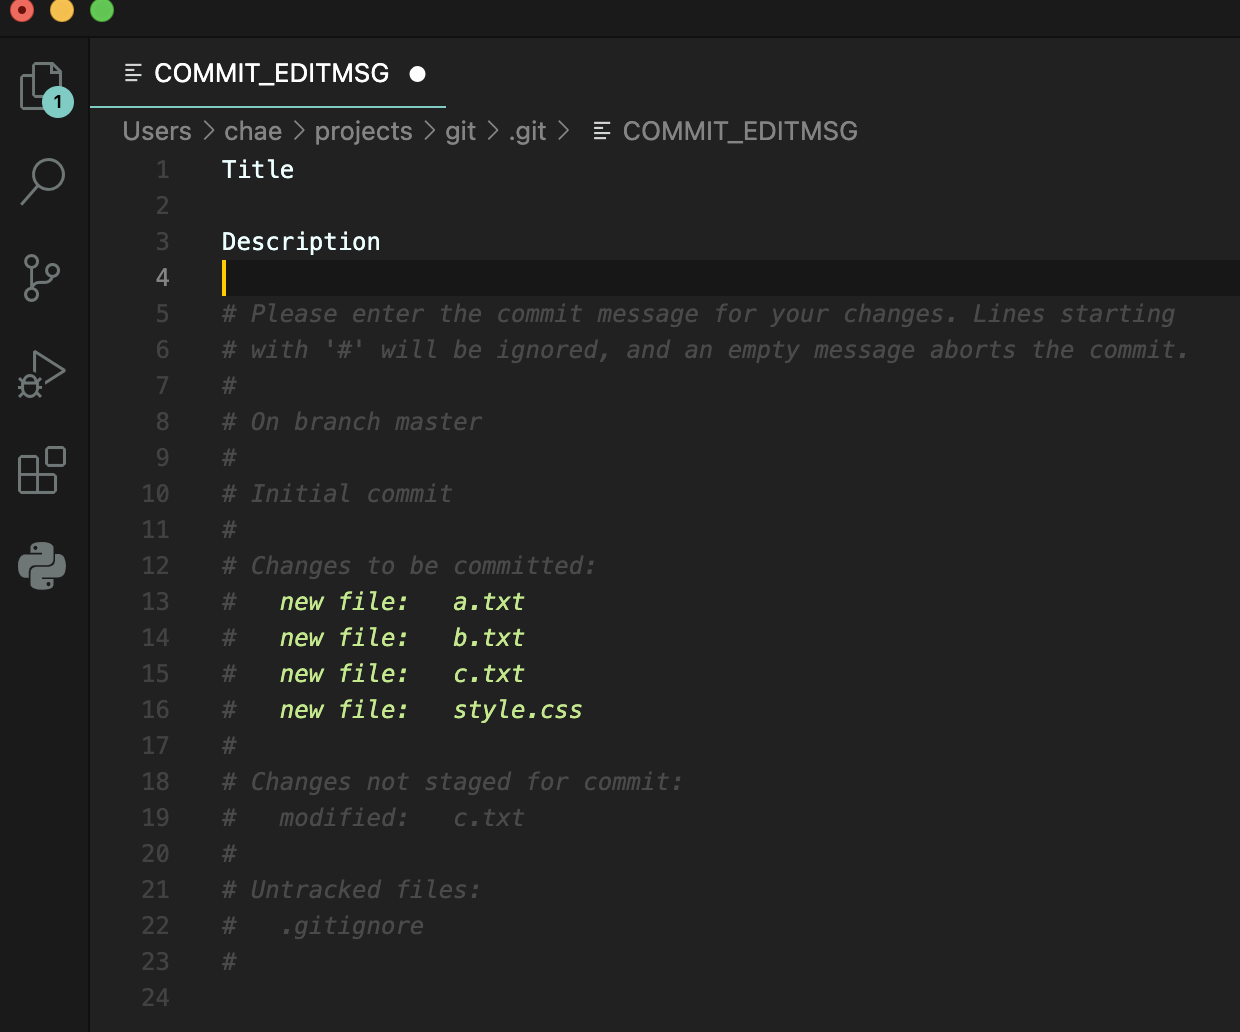 COMMIT_EDITMSG
1
Users > chae > projects > git > .git > COMMIT_EDITMSG
1 Title
2
3 Description
4
5 # Please enter the commit message for your changes. Lines starting
6 # with '#' will be ignored, and an empty message aborts the commit.
7 #
8 # On branch master
9 #
10 # Initial commit
11 #
12 # Changes to be committed:
13 #   new file:   a.txt
14 #   new file:   b.txt
15 #   new file:   c.txt
16 #   new file:   style.css
17 #
18 # Changes not staged for commit:
19 #   modified:   c.txt
20 #
21 # Untracked files:
22 #   .gitignore
23 #
24